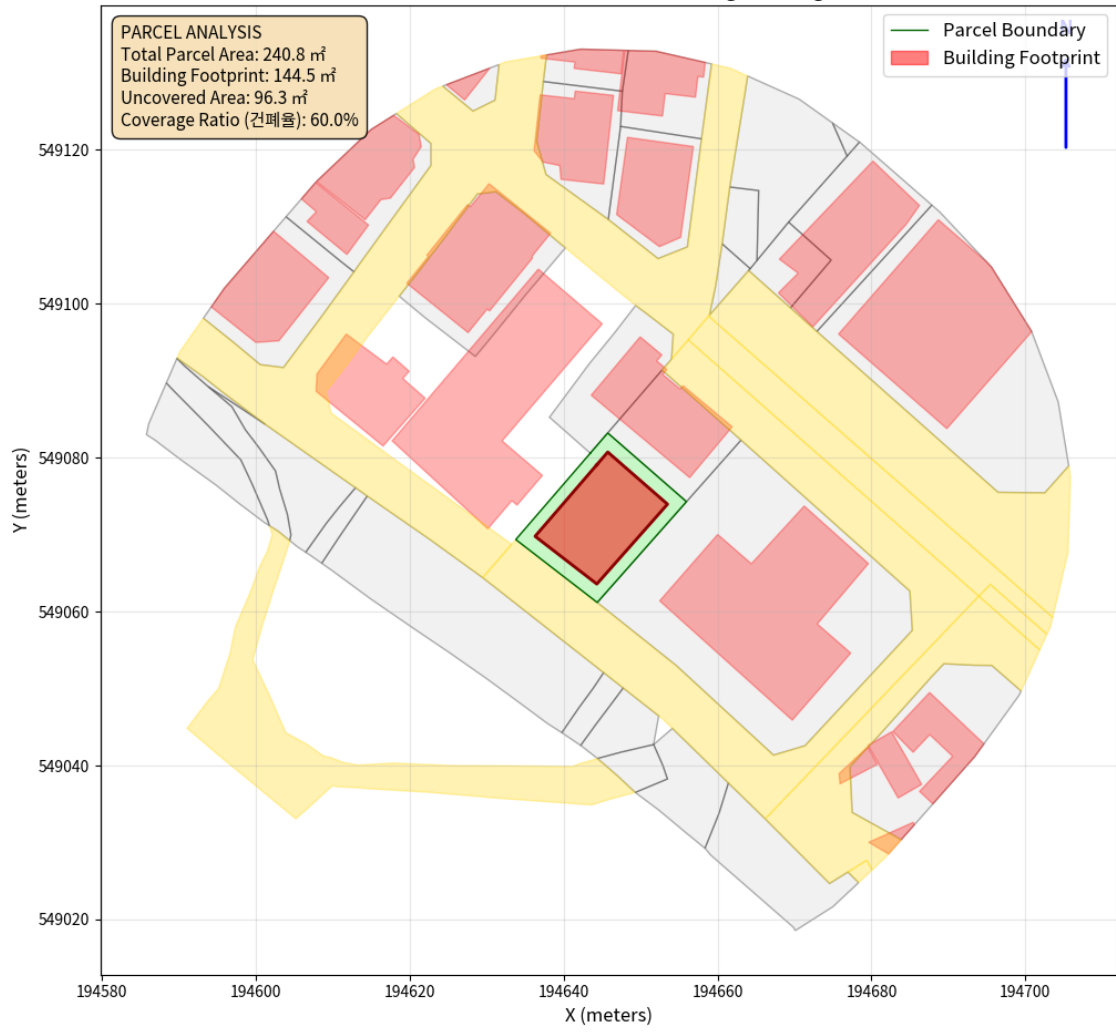 PARCEL ANALYSIS
Total Parcel Area: 240.8 ㎡
Building Footprint: 144.5 ㎡
Uncovered Area: 96.3 ㎡
Coverage Ratio (건폐율): 60.0%
Parcel Boundary
Building Footprint
N
549120
549100
549080
549060
549040
549020
Y (meters)
194580
194600
194620
194640
194660
194680
194700
X (meters)